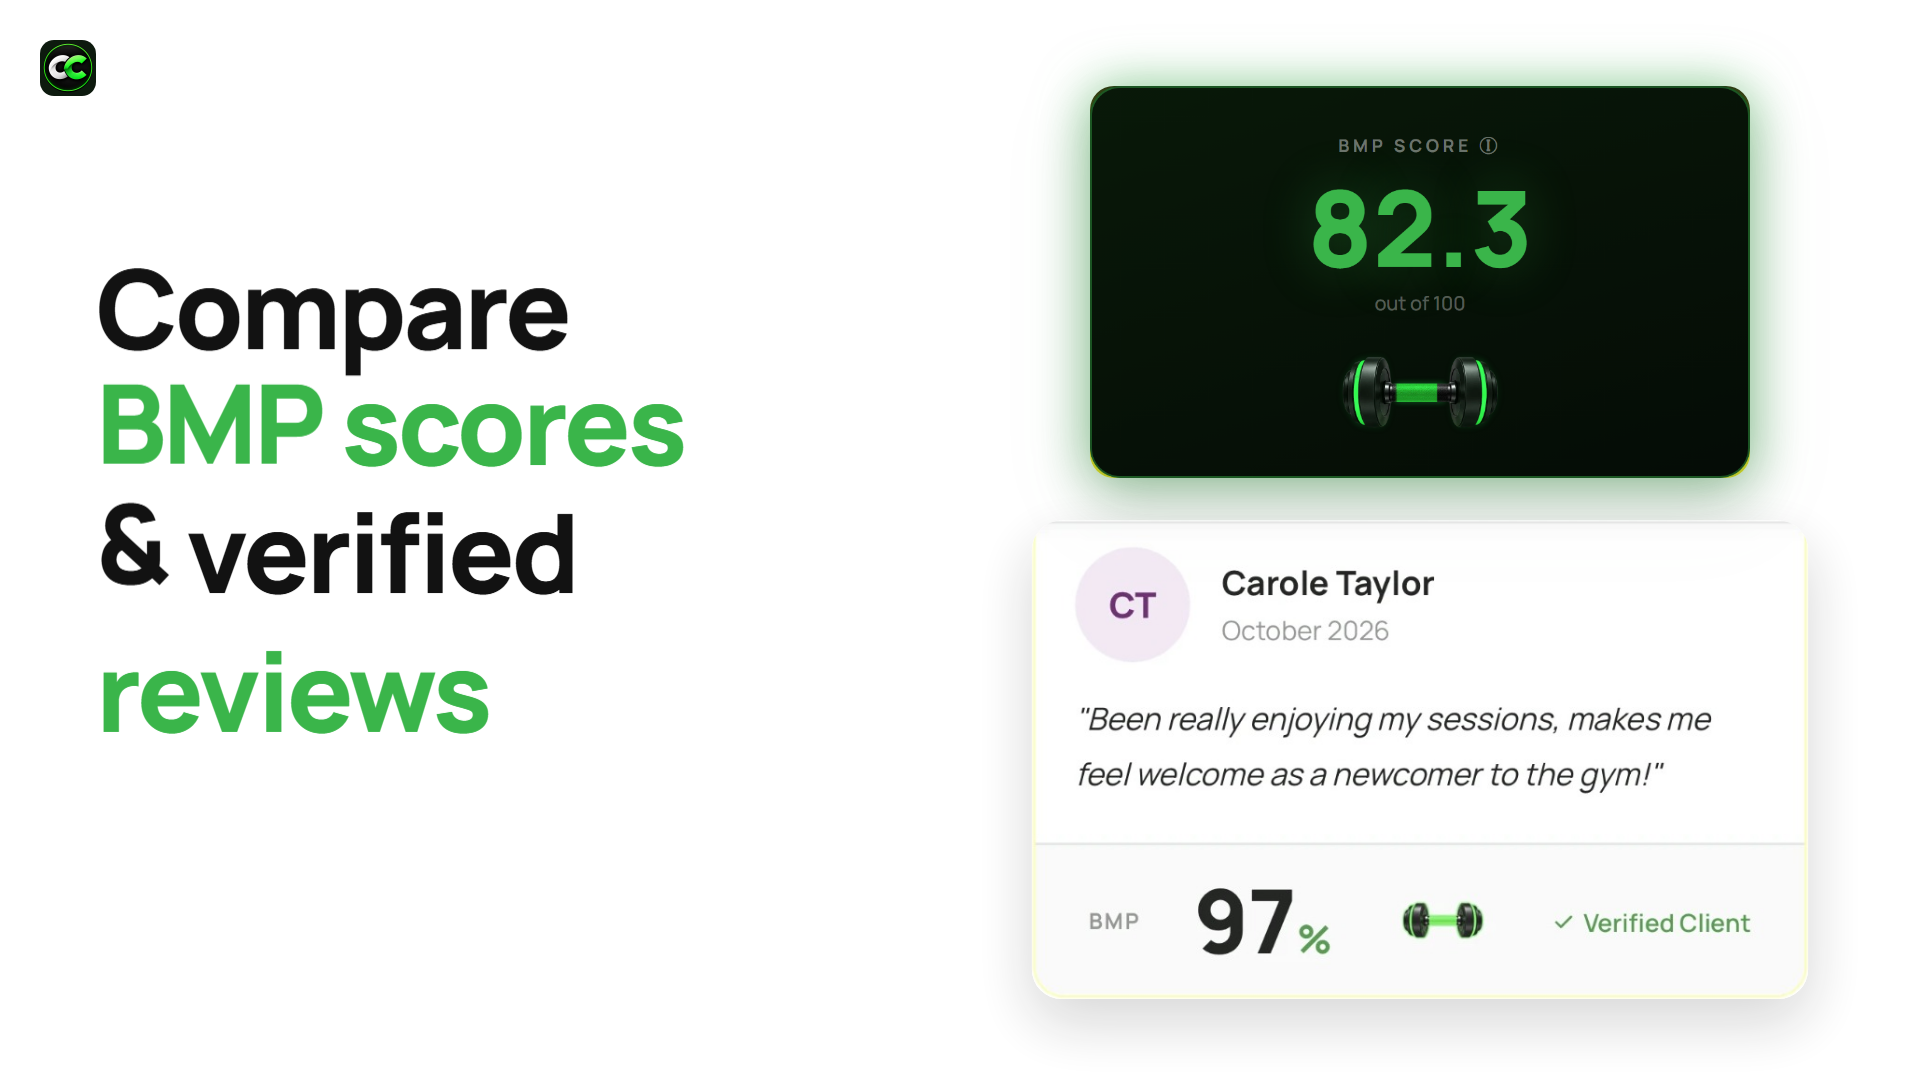 CC
Compare
BMP scores
& verified
reviews
BMP SCORE ⓘ
82.3
out of 100
CT
Carole Taylor
October 2026
"Been really enjoying my sessions, makes me
feel welcome as a newcomer to the gym!"
BMP
97%
✓ Verified Client